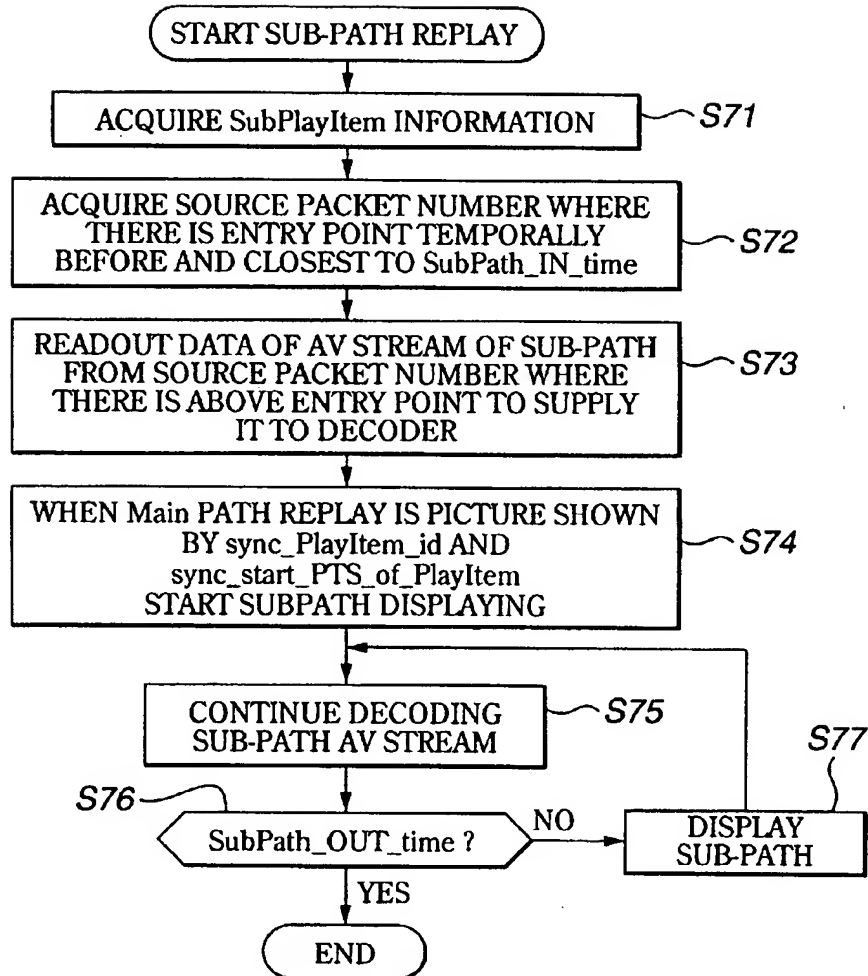 START SUB-PATH REPLAY
ACQUIRE SubPlayItem INFORMATION
S71
ACQUIRE SOURCE PACKET NUMBER WHERE
THERE IS ENTRY POINT TEMPORALLY
BEFORE AND CLOSEST TO SubPath_IN_time
S72
READOUT DATA OF AV STREAM OF SUB-PATH
FROM SOURCE PACKET NUMBER WHERE
THERE IS ABOVE ENTRY POINT TO SUPPLY
IT TO DECODER
S73
WHEN Main PATH REPLAY IS PICTURE SHOWN
BY sync_PlayItem_id AND
sync_start_PTS_of_PlayItem
START SUBPATH DISPLAYING
S74
CONTINUE DECODING
SUB-PATH AV STREAM
S75
S76
SubPath_OUT_time ?
NO
S77
DISPLAY
SUB-PATH
YES
END